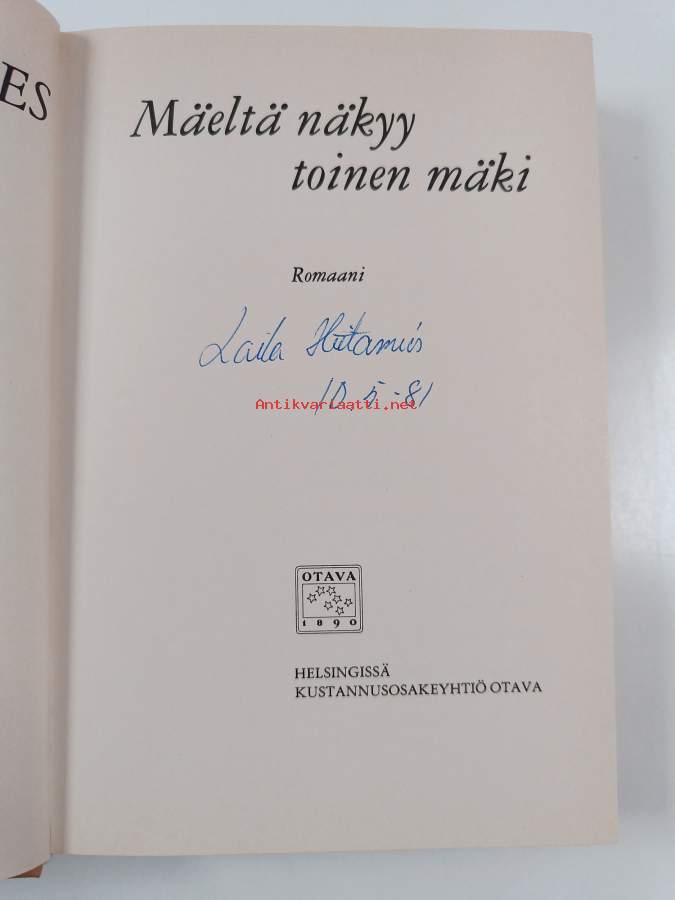 ES
Mäeltä näkyy
toinen mäki
Romaani
Laila Hietamies
10.5.-81
Antikvariaatti.net
OTAVA
1890
HELSINGISSÄ
KUSTANNUSOSAKEYHTIÖ OTAVA